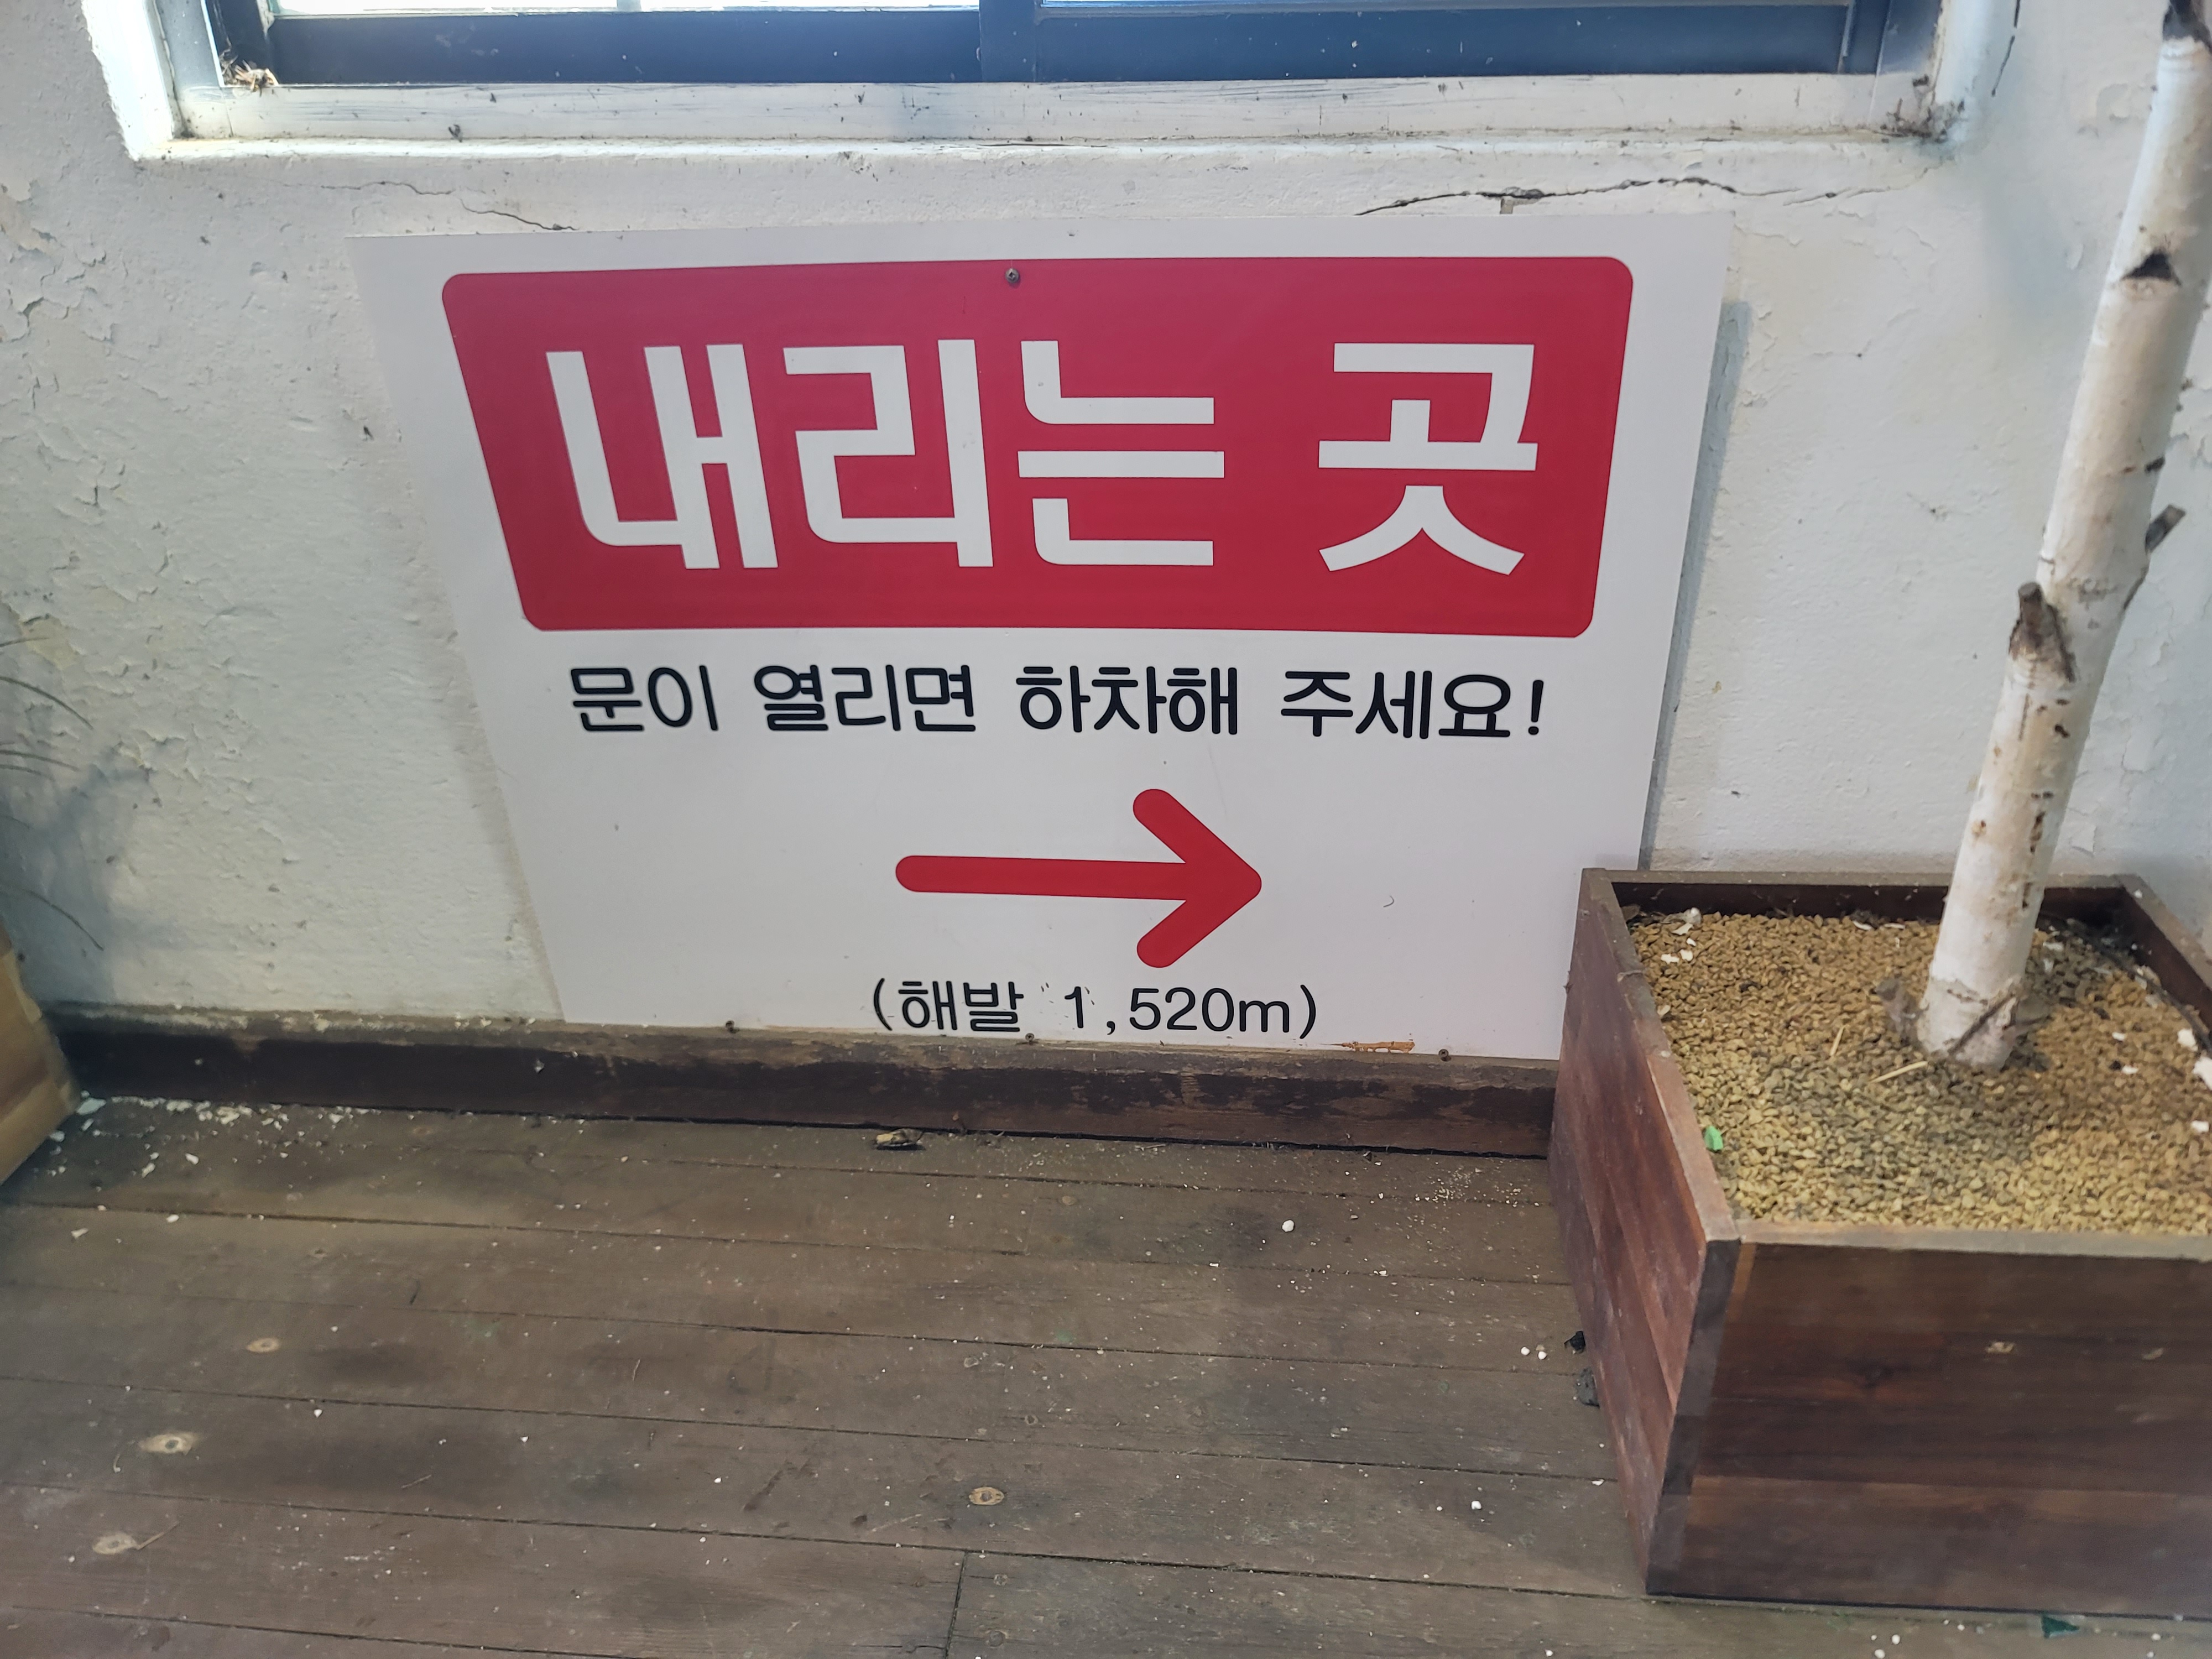 내리는 곳
문이 열리면 하차해 주세요!
(해발 1,520m)